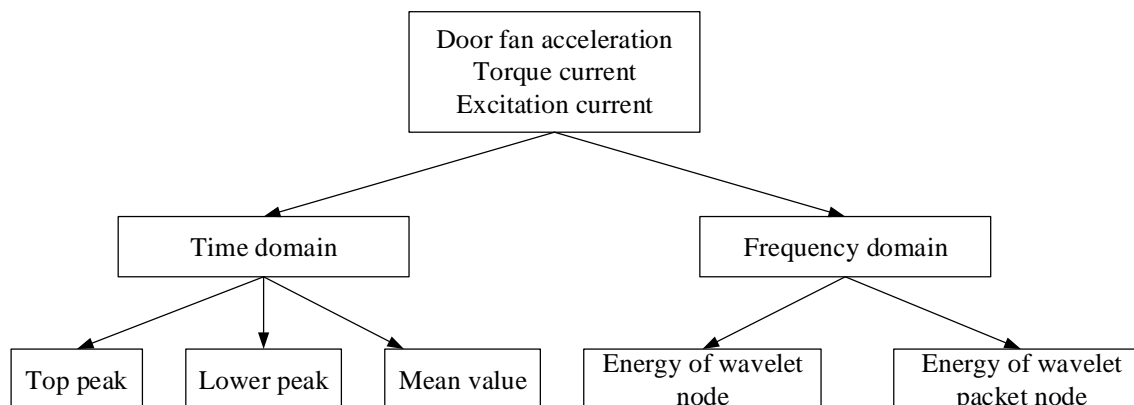 Door fan acceleration
Torque current
Excitation current
Time domain
Frequency domain
Top peak
Lower peak
Mean value
Energy of wavelet
node
Energy of wavelet
packet node